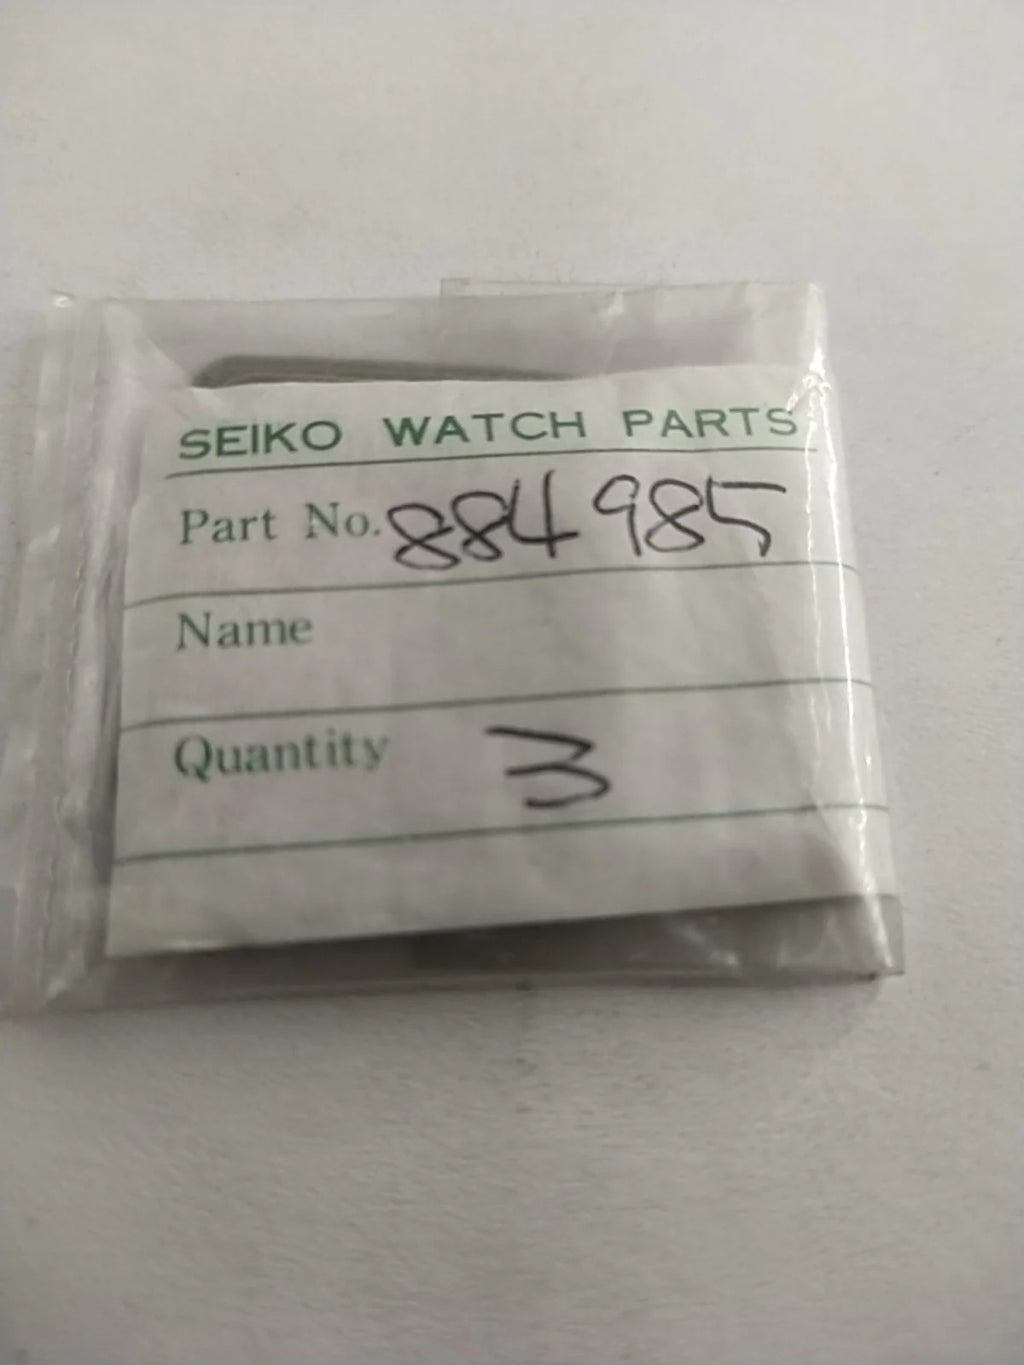 SEIKO WATCH PARTS
Part No. 884985
Name
Quantity 3